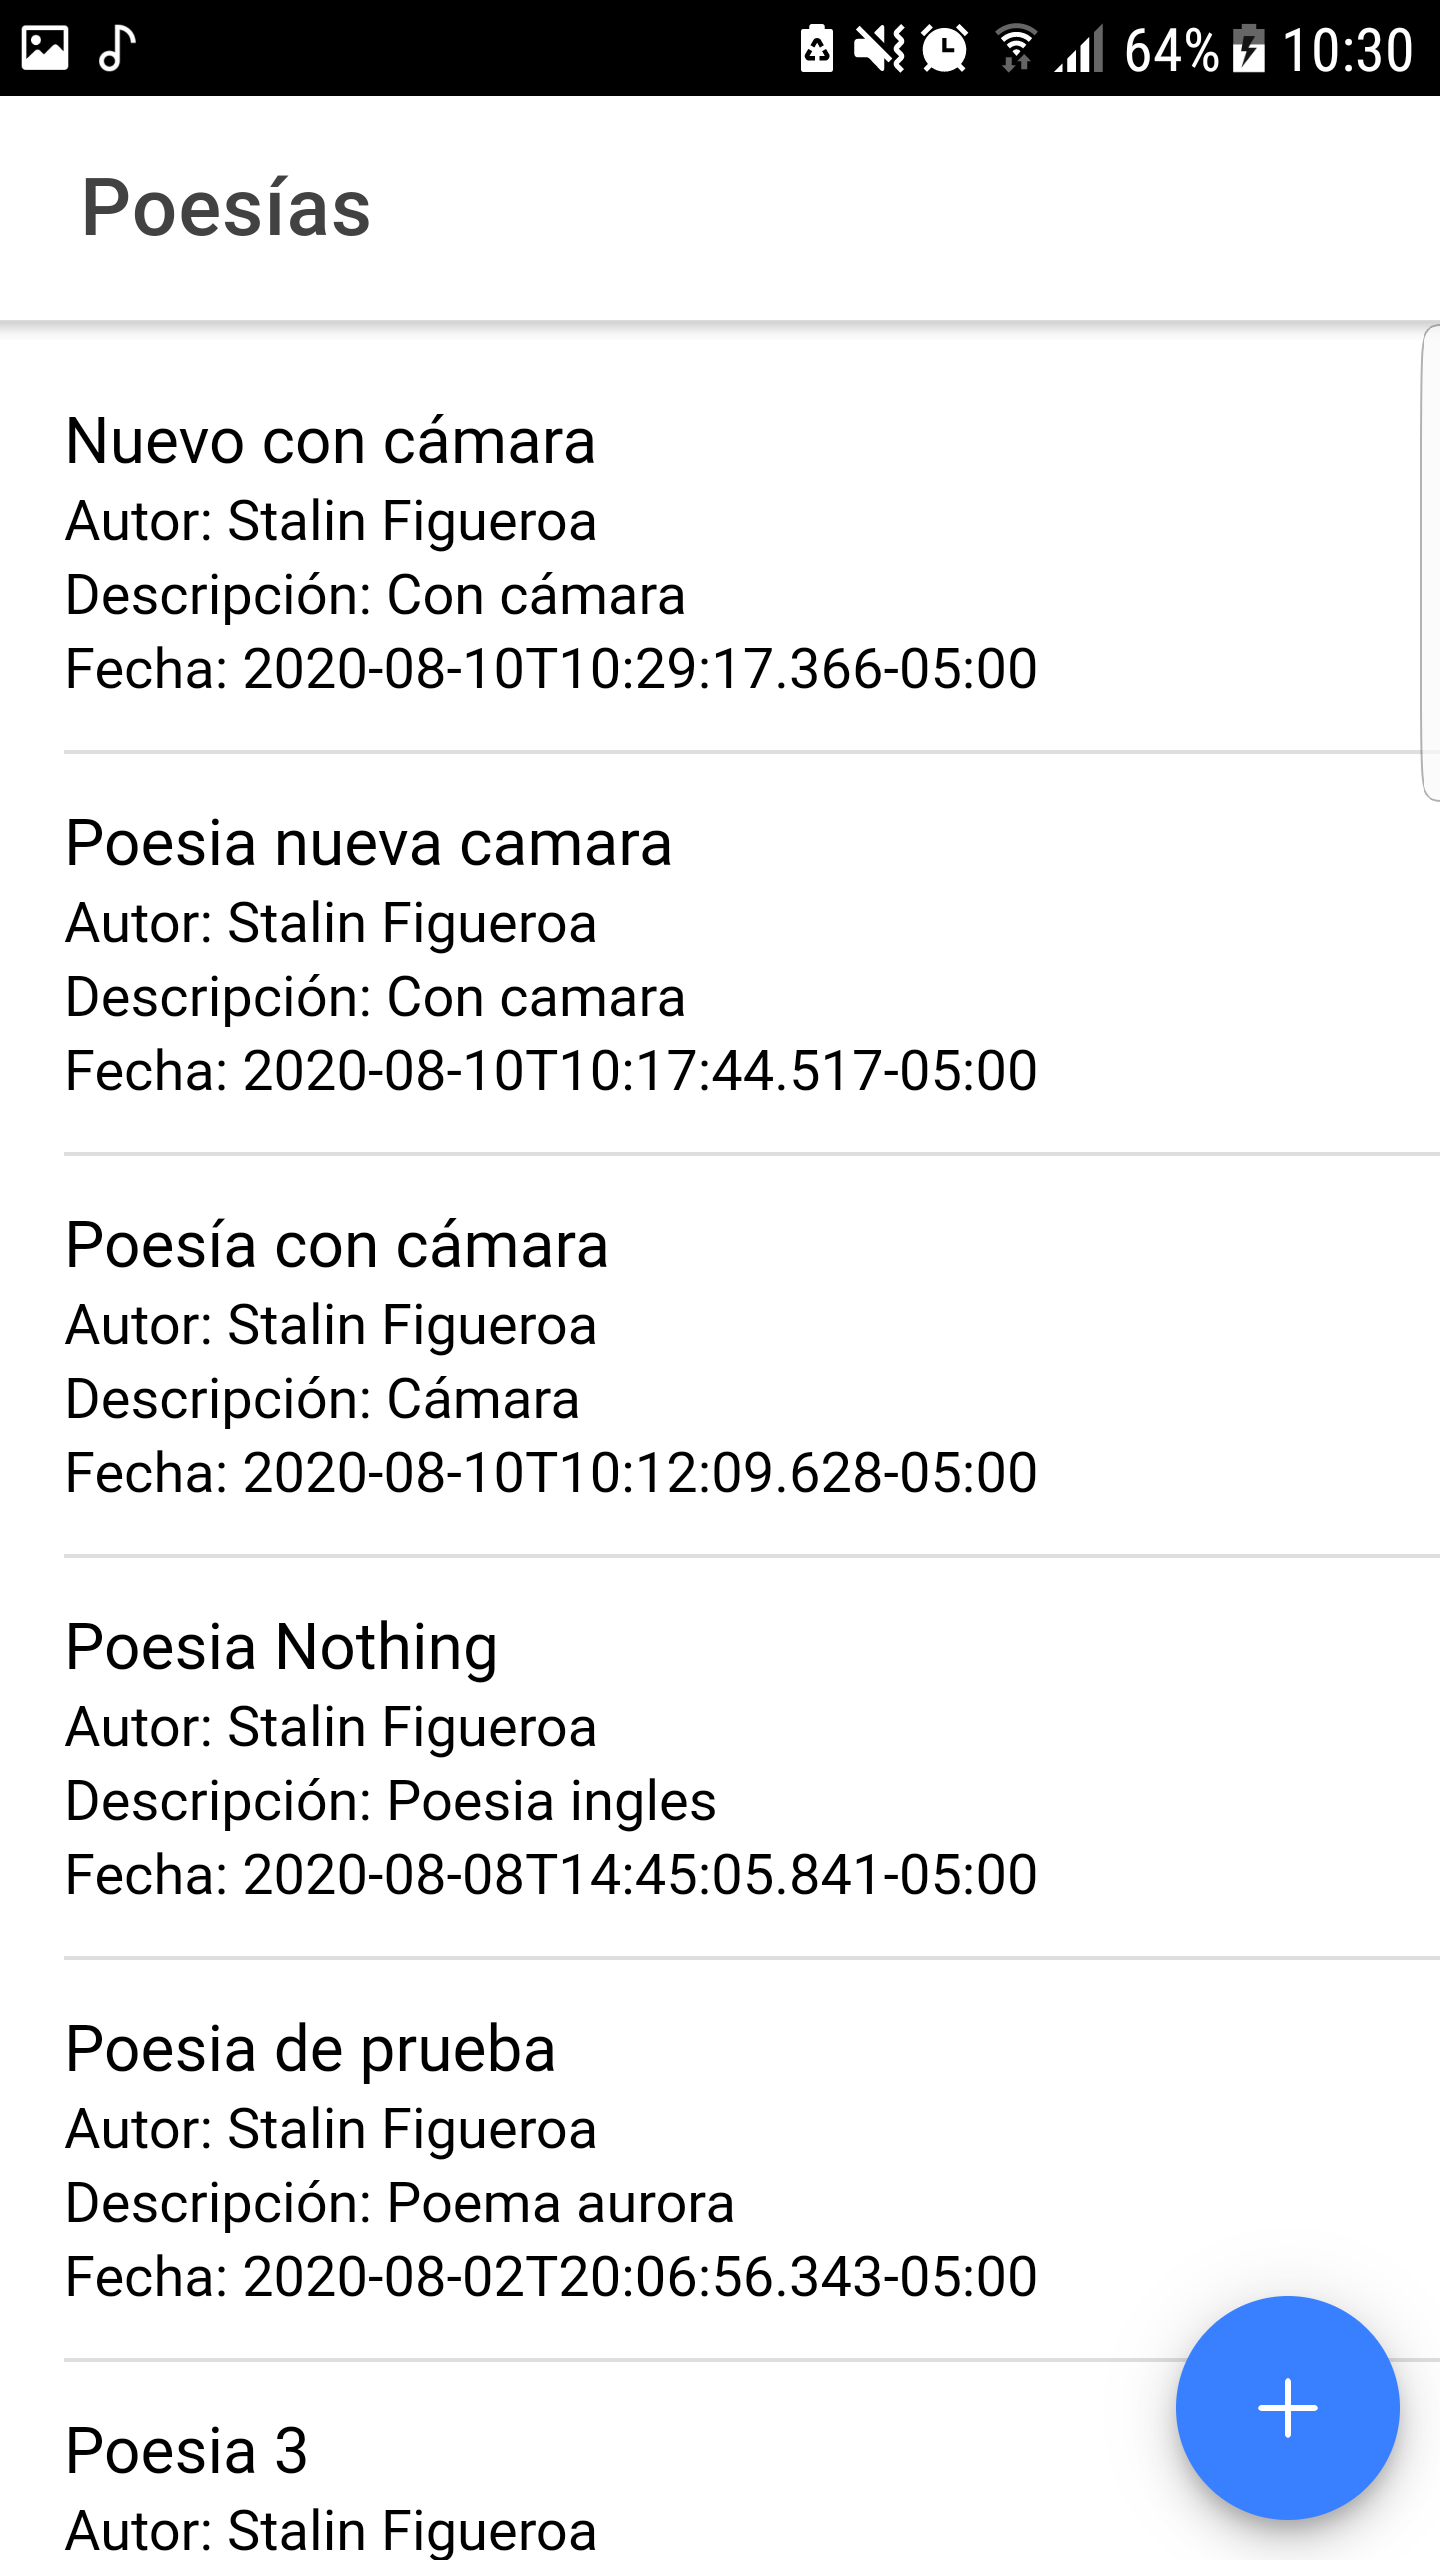 64% 10:30
Poesías
Nuevo con cámara
Autor: Stalin Figueroa
Descripción: Con cámara
Fecha: 2020-08-10T10:29:17.366-05:00
Poesia nueva camara
Autor: Stalin Figueroa
Descripción: Con camara
Fecha: 2020-08-10T10:17:44.517-05:00
Poesía con cámara
Autor: Stalin Figueroa
Descripción: Cámara
Fecha: 2020-08-10T10:12:09.628-05:00
Poesia Nothing
Autor: Stalin Figueroa
Descripción: Poesia ingles
Fecha: 2020-08-08T14:45:05.841-05:00
Poesia de prueba
Autor: Stalin Figueroa
Descripción: Poema aurora
Fecha: 2020-08-02T20:06:56.343-05:00
Poesia 3
Autor: Stalin Figueroa